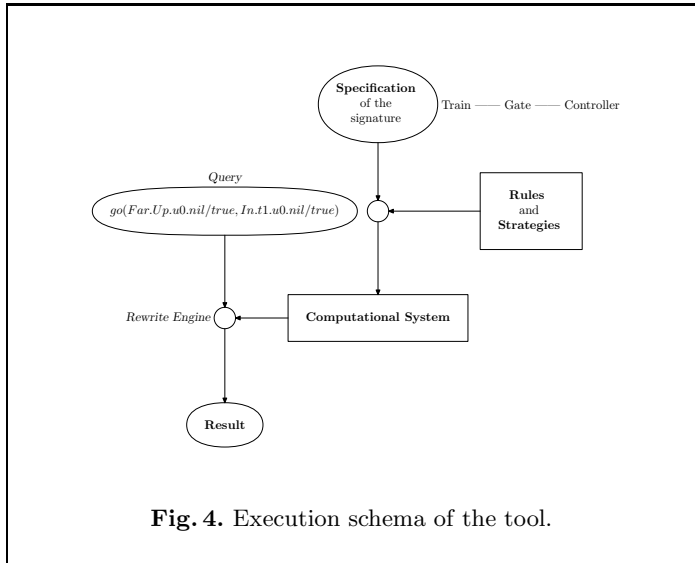 Specification
of the
signature
Train —— Gate —— Controller
Query
go(Far.Up.u0.nil/true, In.t1.u0.nil/true)
Rules
and
Strategies
Rewrite Engine
Computational System
Result
Fig. 4. Execution schema of the tool.